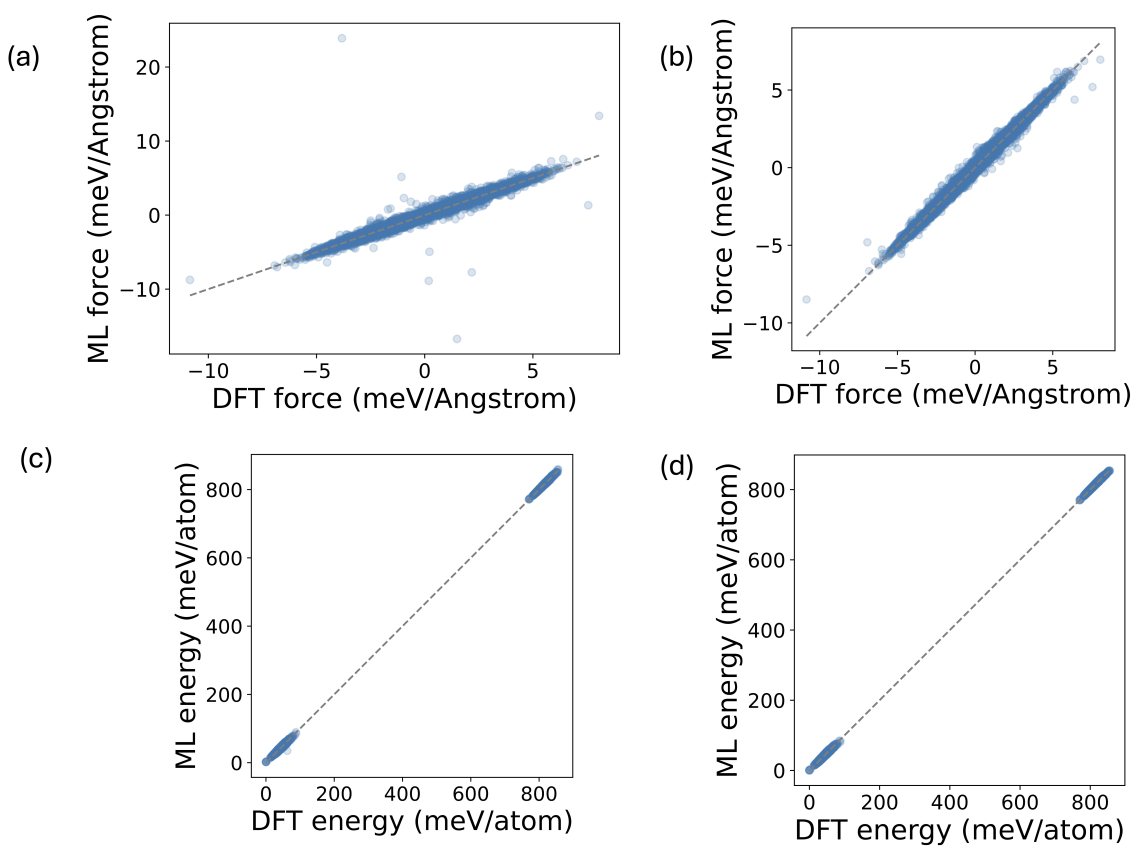 (a)
ML force (meV/Angstrom)
20
10
0
−10
−10 −5 0 5
DFT force (meV/Angstrom)
(b)
ML force (meV/Angstrom)
5
0
−5
−10
−10 −5 0 5
DFT force (meV/Angstrom)
(c)
ML energy (meV/atom)
800
600
400
200
0
0 200 400 600 800
DFT energy (meV/atom)
(d)
ML energy (meV/atom)
800
600
400
200
0
0 200 400 600 800
DFT energy (meV/atom)